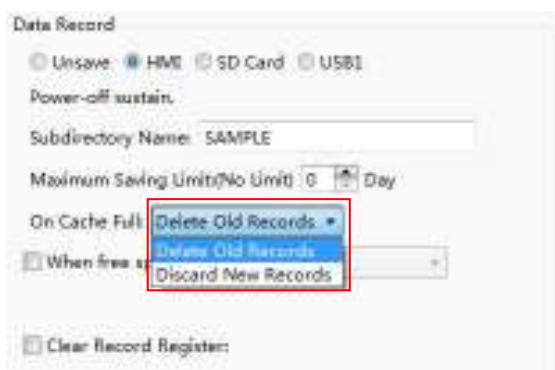 Data Record
Unsave HMI SD Card USB1
Power-off sustain.
Subdirectory Name: SAMPLE
Maximum Saving Limit(No Limit) 0 Day
On Cache Full: Delete Old Records
Delete Old Records
When free
Discard New Records
Clear Record Register: